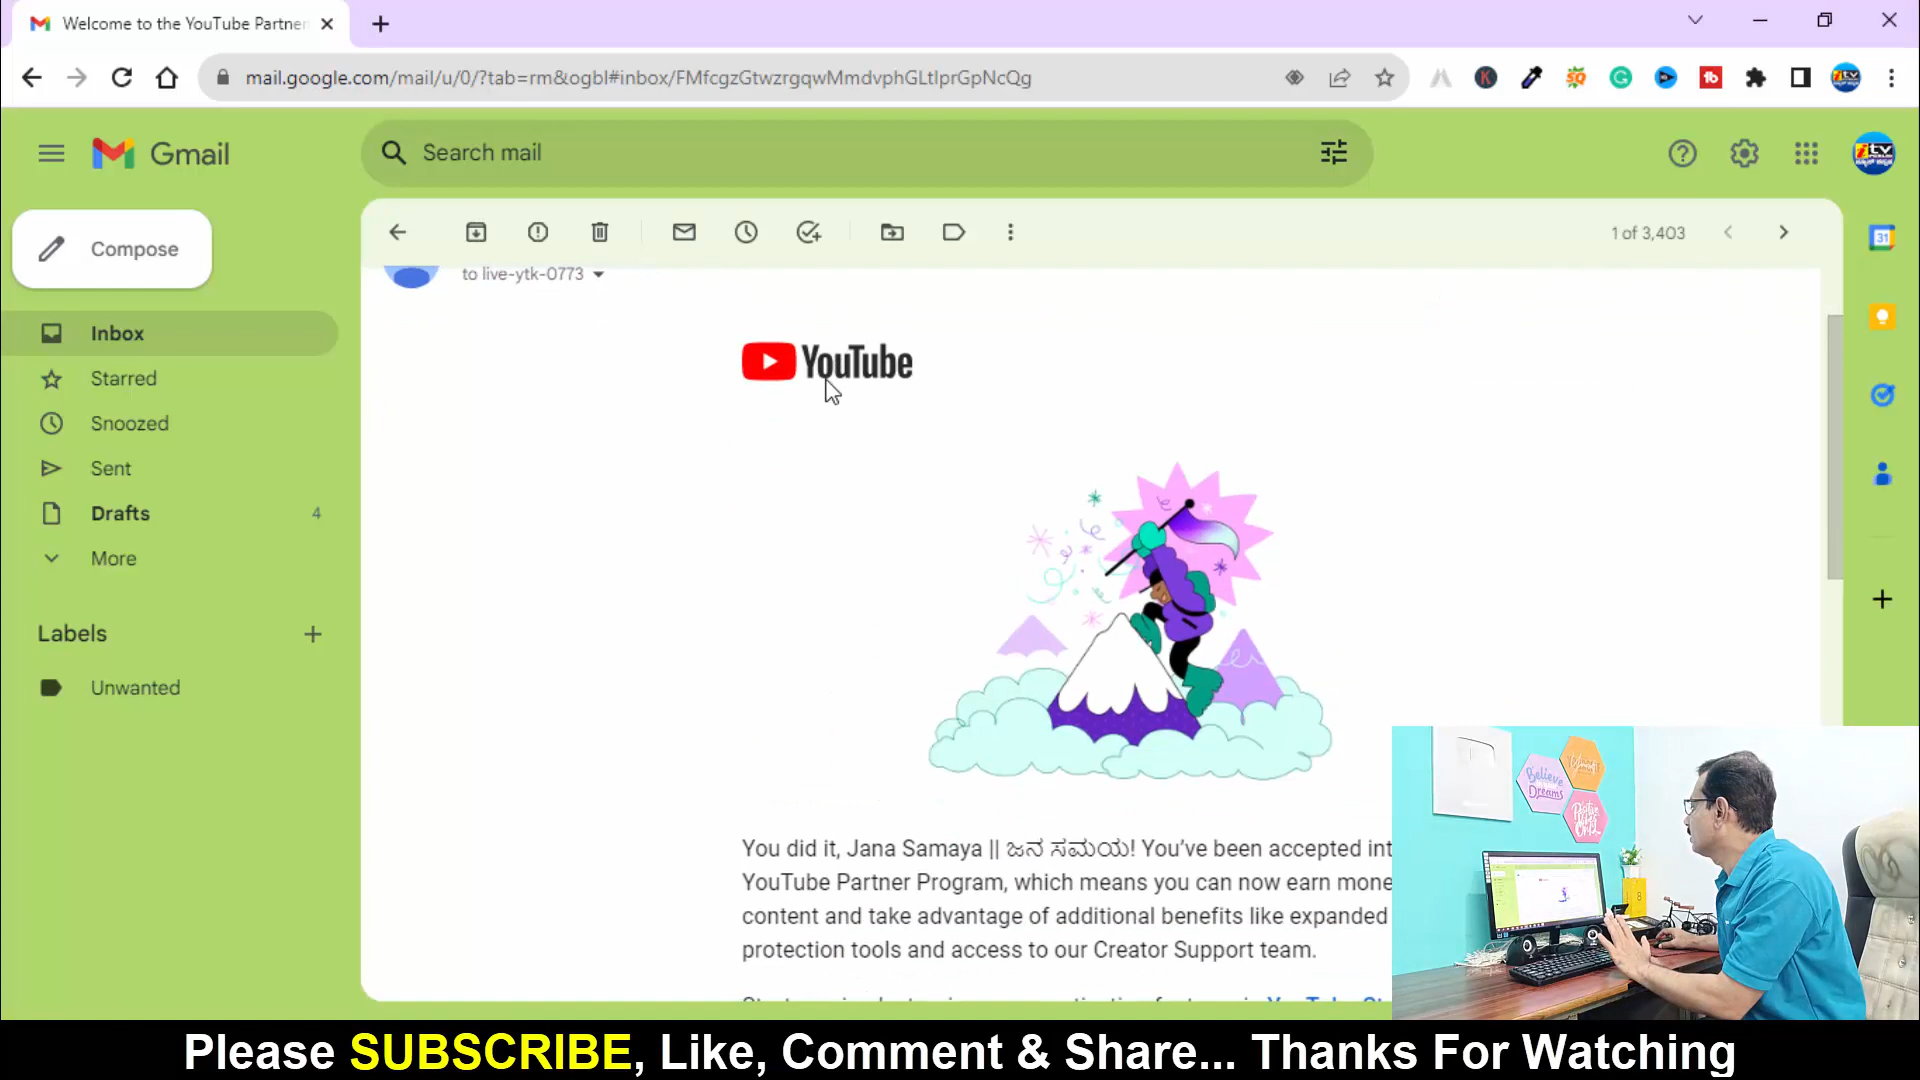 Welcome to the YouTube Partner
mail.google.com/mail/u/0/?tab=rm&ogbl#inbox/FMfcgzGtwzrgqwMmdvphGLtlprGpNcQg
Gmail
Search mail
Compose
1 of 3,403
to live-ytk-0773
Inbox
Starred
Snoozed
Sent
Drafts 4
More
Labels
Unwanted
YouTube
You did it, Jana Samaya || ಜನ ಸಮಯ! You’ve been accepted int
YouTube Partner Program, which means you can now earn mone
content and take advantage of additional benefits like expanded
protection tools and access to our Creator Support team.
Believe
Dreams
Positive
Only
Please SUBSCRIBE, Like, Comment & Share... Thanks For Watching